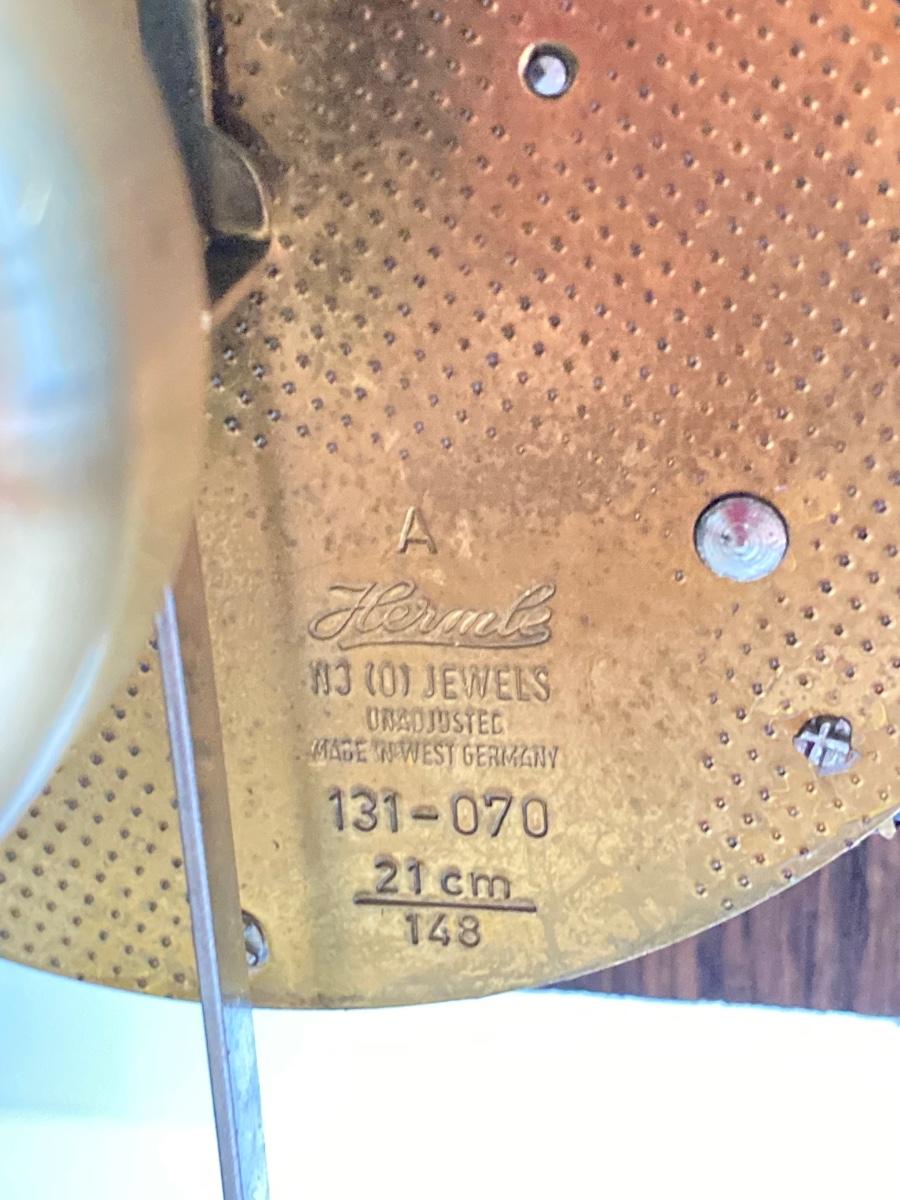 A
Hermle
NO (0) JEWELS
UNADJUSTED
MADE IN WEST GERMANY
131-070
21 cm
148